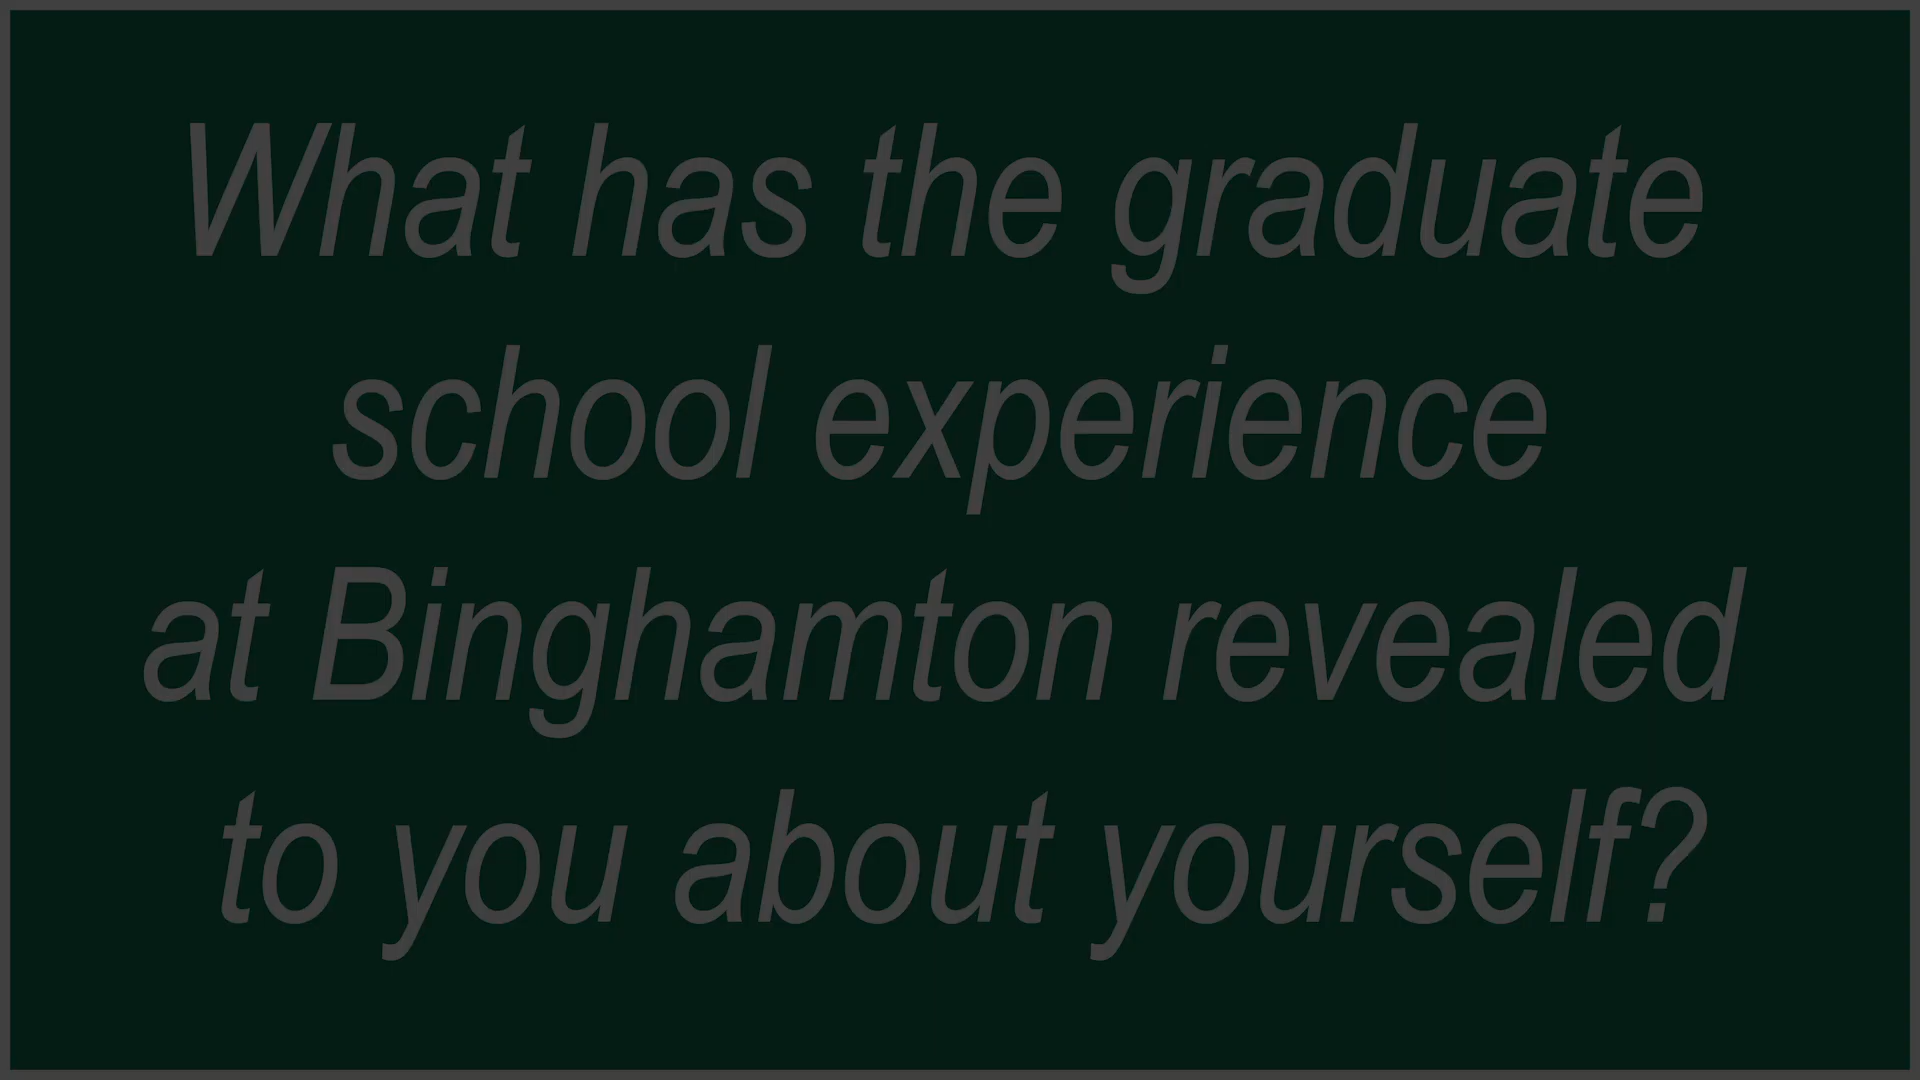 What has the graduate
school experience
at Binghamton revealed
to you about yourself?